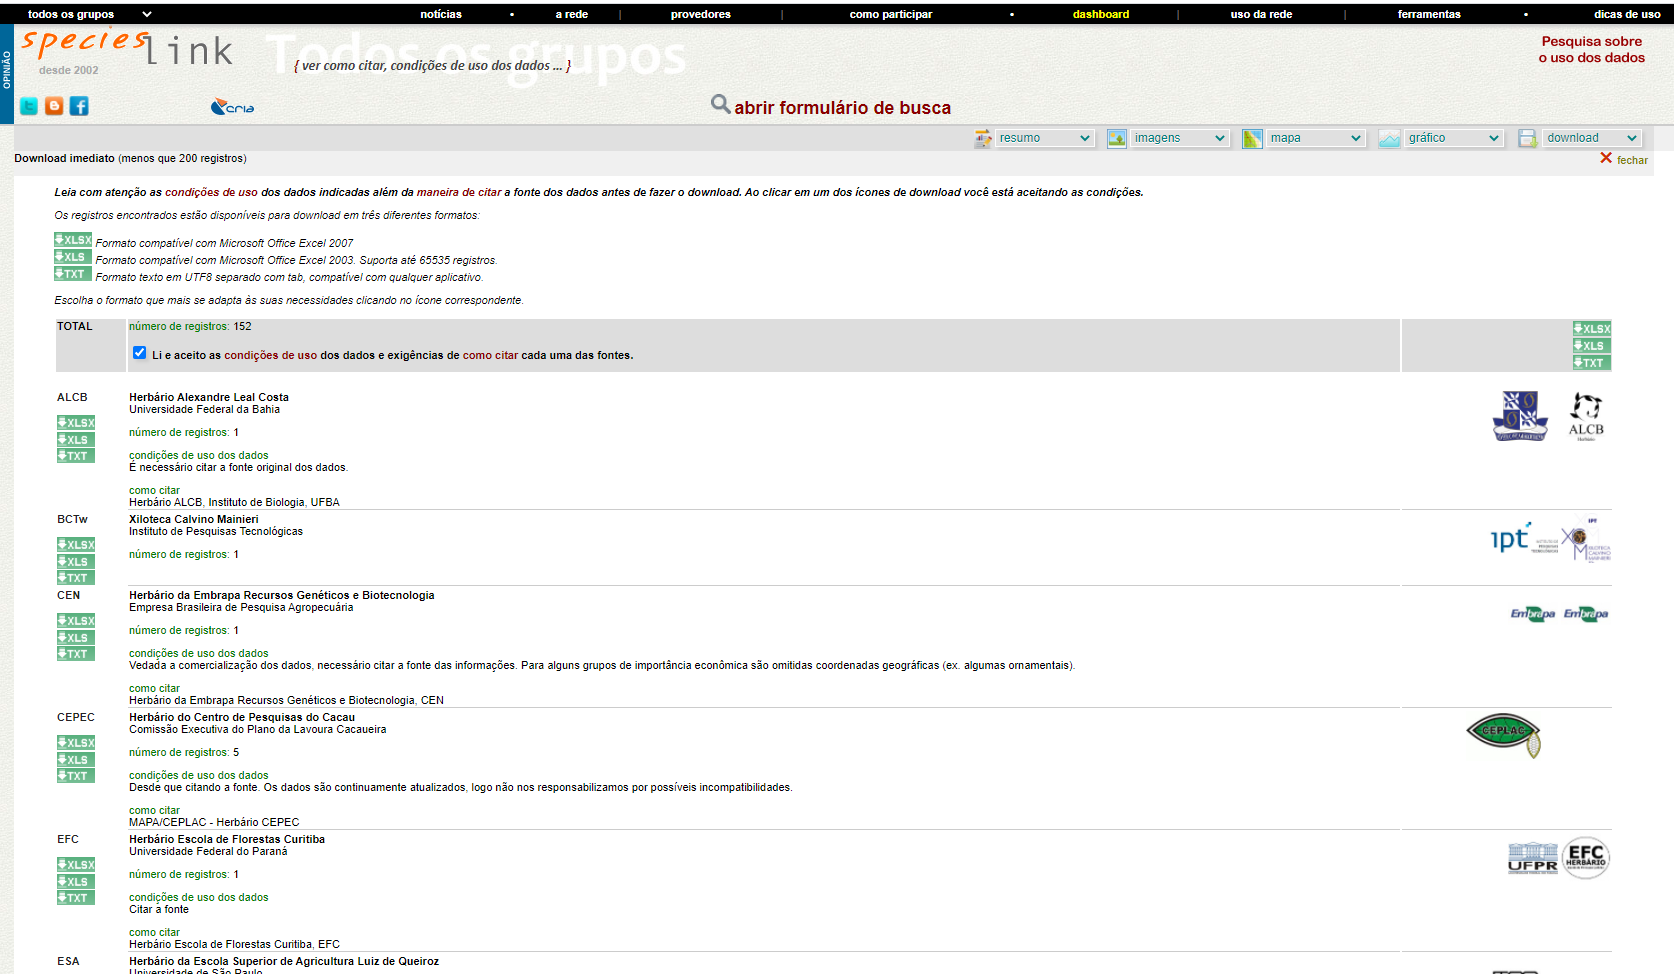 todos os grupos
notícias • a rede | provedores | como participar • dashboard | uso da rede | ferramentas • dicas de uso
OPINIÃO
species
link
desde 2002
Todos os grupos
{ ver como citar, condições de uso dos dados ... }
Pesquisa sobre
o uso dos dados
cria
abrir formulário de busca
resumo imagens mapa gráfico download
Download imediato (menos que 200 registros)
fechar
Leia com atenção as condições de uso dos dados indicadas além da maneira de citar a fonte dos dados antes de fazer o download. Ao clicar em um dos ícones de download você está aceitando as condições.
Os registros encontrados estão disponíveis para download em três diferentes formatos:
XLSX Formato compatível com Microsoft Office Excel 2007
XLS Formato compatível com Microsoft Office Excel 2003. Suporta até 65535 registros.
TXT Formato texto em UTF8 separado com tab, compatível com qualquer aplicativo.
Escolha o formato que mais se adapta às suas necessidades clicando no ícone correspondente.
TOTAL número de registros: 152
Li e aceito as condições de uso dos dados e exigências de como citar cada uma das fontes.
XLSX
XLS
TXT
ALCB
XLSX
XLS
TXT
Herbário Alexandre Leal Costa
Universidade Federal da Bahia
número de registros: 1
condições de uso dos dados
É necessário citar a fonte original dos dados.
como citar
Herbário ALCB, Instituto de Biologia, UFBA
ALCB
Herbário
BCTw
XLSX
XLS
TXT
Xiloteca Calvino Mainieri
Instituto de Pesquisas Tecnológicas
número de registros: 1
ipt
IPT
CEN
XLSX
XLS
TXT
Herbário da Embrapa Recursos Genéticos e Biotecnologia
Empresa Brasileira de Pesquisa Agropecuária
número de registros: 1
condições de uso dos dados
Vedada a comercialização dos dados, necessário citar a fonte das informações. Para alguns grupos de importância econômica são omitidas coordenadas geográficas (ex. algumas ornamentais).
como citar
Herbário da Embrapa Recursos Genéticos e Biotecnologia, CEN
Embrapa Embrapa
CEPEC
XLSX
XLS
TXT
Herbário do Centro de Pesquisas do Cacau
Comissão Executiva do Plano da Lavoura Cacaueira
número de registros: 5
condições de uso dos dados
Desde que citando a fonte. Os dados são continuamente atualizados, logo não nos responsabilizamos por possíveis incompatibilidades.
como citar
MAPA/CEPLAC - Herbário CEPEC
CEPLAC
EFC
XLSX
XLS
TXT
Herbário Escola de Florestas Curitiba
Universidade Federal do Paraná
número de registros: 1
condições de uso dos dados
Citar a fonte
como citar
Herbário Escola de Florestas Curitiba, EFC
UFPR
EFC
HERBÁRIO
ESA
Herbário da Escola Superior de Agricultura Luiz de Queiroz
Universidade de São Paulo